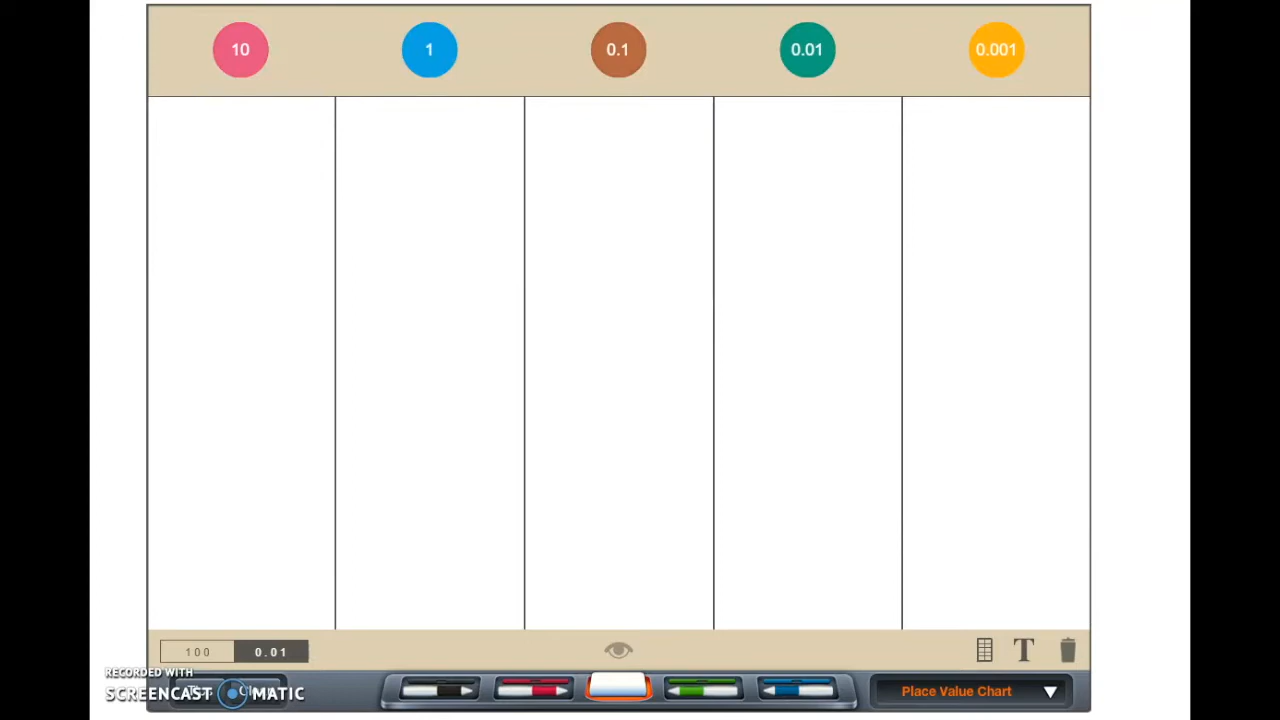 10 1 0.1 0.01 0.001
100 0.01 T
RECORDED WITH
SCREENCAST MATIC
Place Value Chart